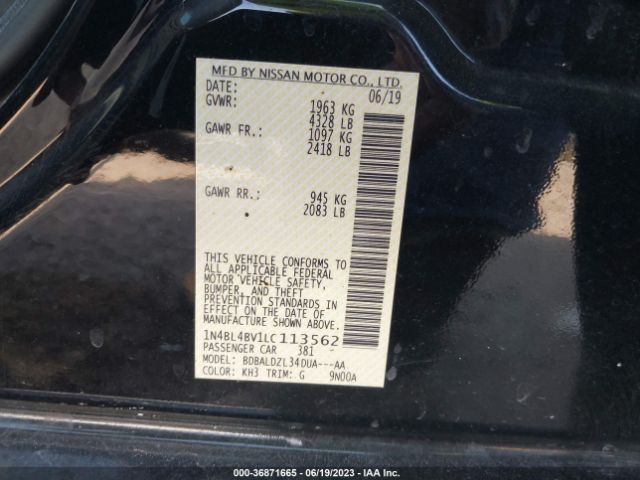 MFD BY NISSAN MOTOR CO., LTD.
DATE: 06/19
GVWR: 1963 KG
4328 LB
GAWR FR.: 1097 KG
2418 LB
GAWR RR.: 945 KG
2083 LB
THIS VEHICLE CONFORMS TO
ALL APPLICABLE FEDERAL
MOTOR VEHICLE SAFETY,
BUMPER, AND THEFT
PREVENTION STANDARDS IN
EFFECT ON THE DATE OF
MANUFACTURE SHOWN ABOVE.
1N4BL4BV1LC113562
PASSENGER CAR 381
MODEL: BDBALDZL34DUA---AA
COLOR: KH3 TRIM: G 9N00A
000-36871665 - 06/19/2023 - IAA Inc.